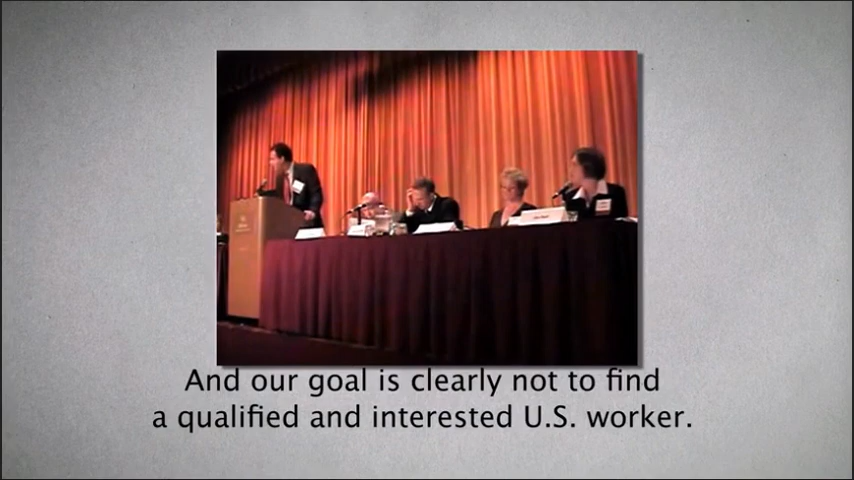 And our goal is clearly not to find
a qualified and interested U.S. worker.